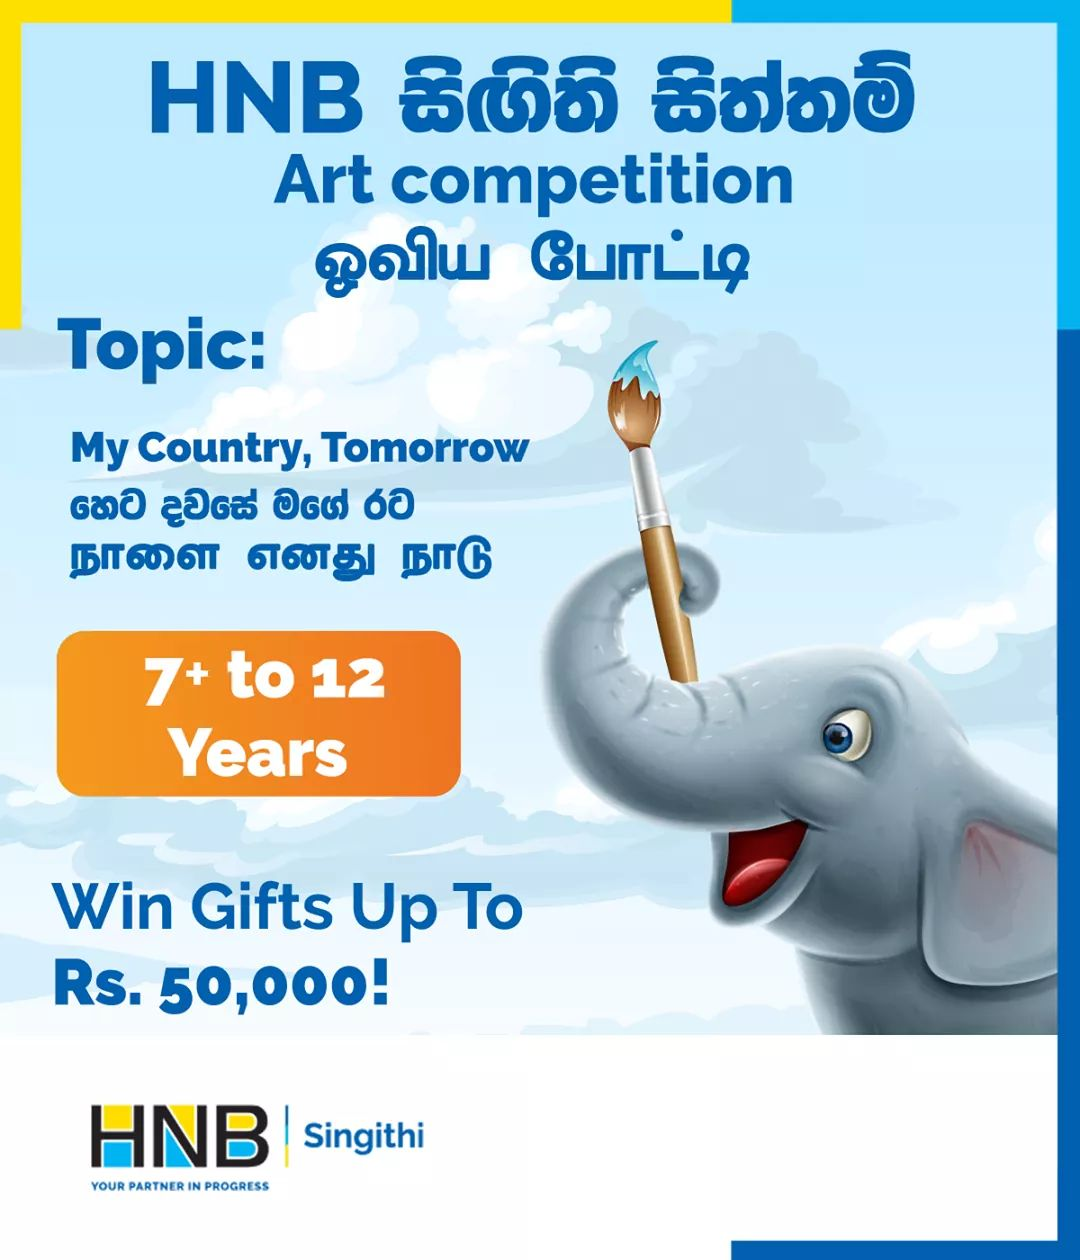 HNB සිඟිති සිත්තම්
Art competition
ஓவிய போட்டி
Topic:
My Country, Tomorrow
හෙට දවසේ මගේ රට
நாளை எனது நாடு
7+ to 12
Years
Win Gifts Up To
Rs. 50,000!
HNB Singithi
YOUR PARTNER IN PROGRESS